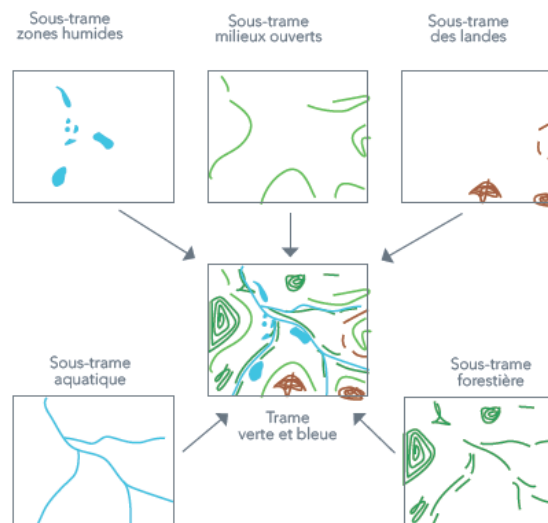 Sous-trame
zones humides
Sous-trame
milieux ouverts
Sous-trame
des landes
Sous-trame
aquatique
Trame
verte et bleue
Sous-trame
forestière